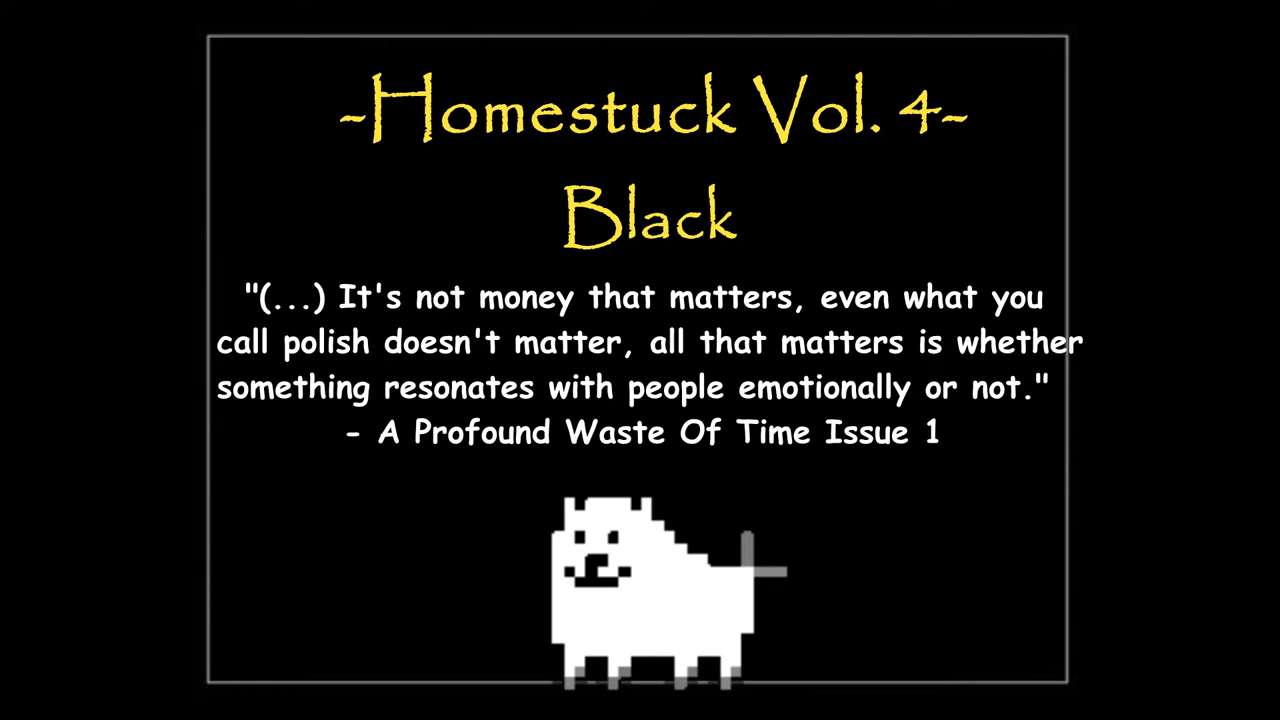 -Homestuck Vol. 4-
Black
"(...) It's not money that matters, even what you
call polish doesn't matter, all that matters is whether
something resonates with people emotionally or not."
- A Profound Waste Of Time Issue 1